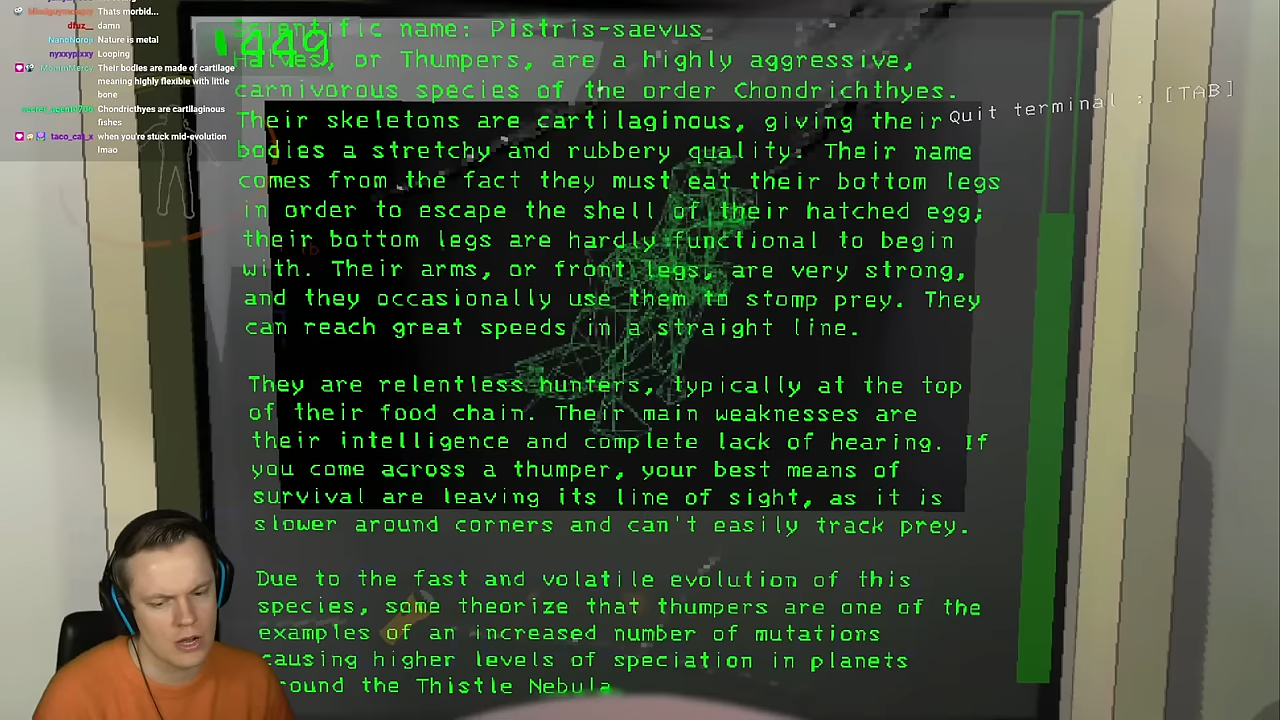 Thats morbid...
damn
Nature is metal
Looping
Their bodies are made of cartilage
meaning highly flexible with little
bone
Chondricthyes are cartilaginous
fishes
taco_cat_x when you're stuck mid-evolution
lmao
1449
Scientific name: Pistris-saevus
Halves, or Thumpers, are a highly aggressive,
carnivorous species of the order Chondrichthyes.
Their skeletons are cartilaginous, giving their
bodies a stretchy and rubbery quality. Their name
comes from the fact they must eat their bottom legs
in order to escape the shell of their hatched egg;
their bottom legs are hardly functional to begin
with. Their arms, or front legs, are very strong,
and they occasionally use them to stomp prey. They
can reach great speeds in a straight line.
They are relentless hunters, typically at the top
of their food chain. Their main weaknesses are
their intelligence and complete lack of hearing. If
you come across a thumper, your best means of
survival are leaving its line of sight, as it is
slower around corners and can't easily track prey.
Due to the fast and volatile evolution of this
species, some theorize that thumpers are one of the
examples of an increased number of mutations
causing higher levels of speciation in planets
around the Thistle Nebula
Quit terminal : [TAB]